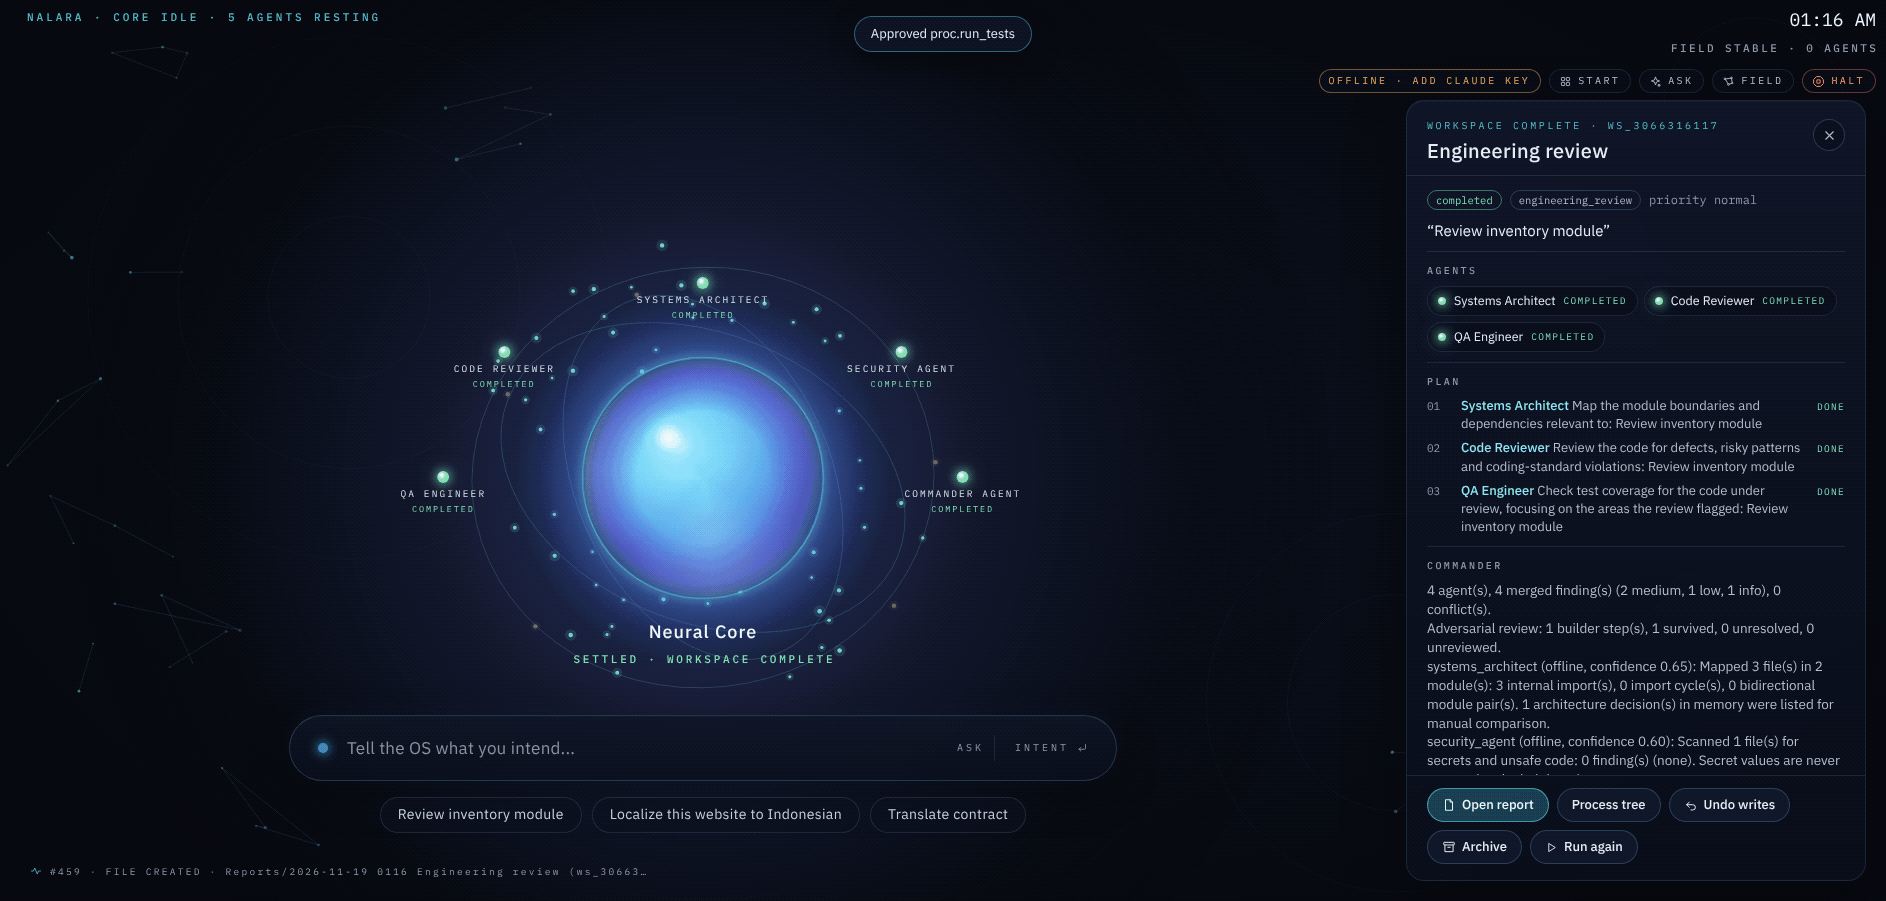 NALARA · CORE IDLE · 5 AGENTS RESTING
Approved proc.run_tests
01:16 AM
FIELD STABLE · 0 AGENTS
OFFLINE · ADD CLAUDE KEY
START
ASK
FIELD
HALT
WORKSPACE COMPLETE · WS_3066316117
Engineering review
completed
engineering_review
priority normal
“Review inventory module”
AGENTS
Systems Architect COMPLETED
Code Reviewer COMPLETED
QA Engineer COMPLETED
PLAN
01 Systems Architect Map the module boundaries and DONE
dependencies relevant to: Review inventory module
02 Code Reviewer Review the code for defects, risky patterns DONE
and coding-standard violations: Review inventory module
03 QA Engineer Check test coverage for the code under DONE
review, focusing on the areas the review flagged: Review
inventory module
COMMANDER
4 agent(s), 4 merged finding(s) (2 medium, 1 low, 1 info), 0
conflict(s).
Adversarial review: 1 builder step(s), 1 survived, 0 unresolved, 0
unreviewed.
systems_architect (offline, confidence 0.65): Mapped 3 file(s) in 2
module(s): 3 internal import(s), 0 import cycle(s), 0 bidirectional
module pair(s). 1 architecture decision(s) in memory were listed for
manual comparison.
security_agent (offline, confidence 0.60): Scanned 1 file(s) for
secrets and unsafe code: 0 finding(s) (none). Secret values are never
Open report
Process tree
Undo writes
Archive
Run again
SYSTEMS ARCHITECT
COMPLETED
CODE REVIEWER
COMPLETED
SECURITY AGENT
COMPLETED
QA ENGINEER
COMPLETED
COMMANDER AGENT
COMPLETED
Neural Core
SETTLED · WORKSPACE COMPLETE
Tell the OS what you intend...
ASK
INTENT
Review inventory module
Localize this website to Indonesian
Translate contract
#459 · FILE CREATED · Reports/2026-11-19 0116 Engineering review (ws_30663…